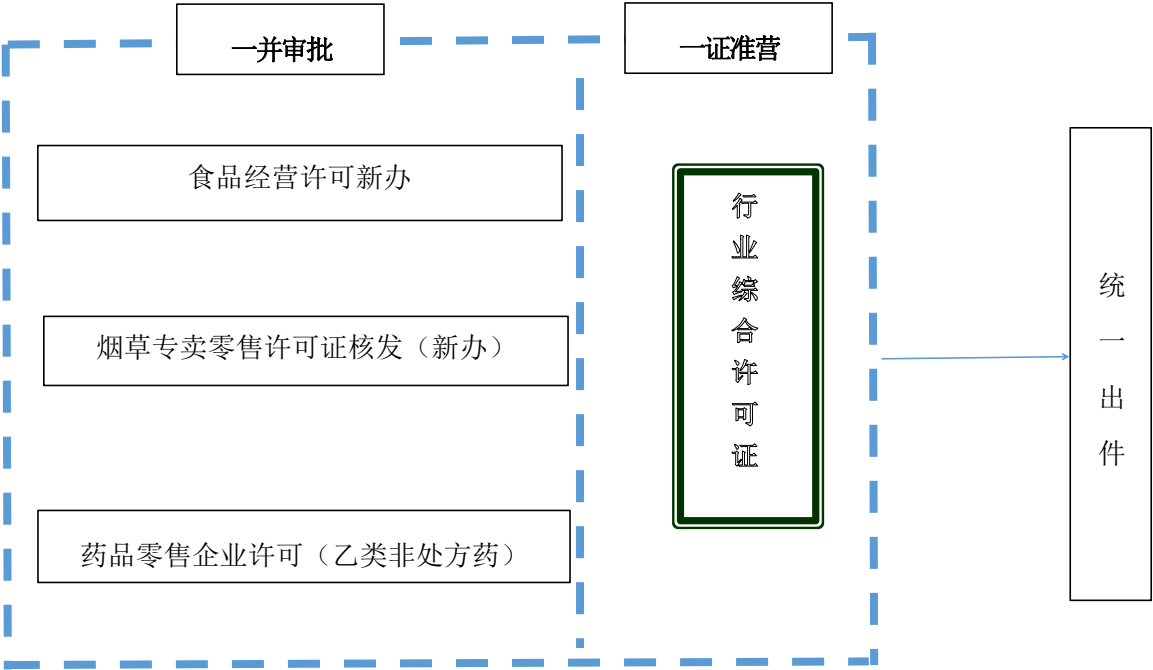 一并审批
一证准营
食品经营许可新办
烟草专卖零售许可证核发（新办）
药品零售企业许可（乙类非处方药）
行业综合许可证
统一出件